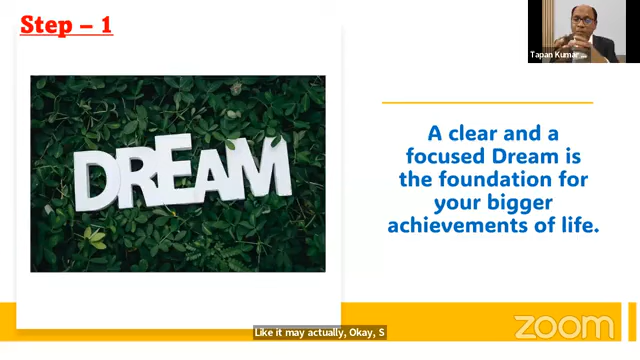 Step – 1
Tapan Kumar ...
DREAM
A clear and a
focused Dream is
the foundation for
your bigger
achievements of life.
Like it may actually, Okay, S
zoom